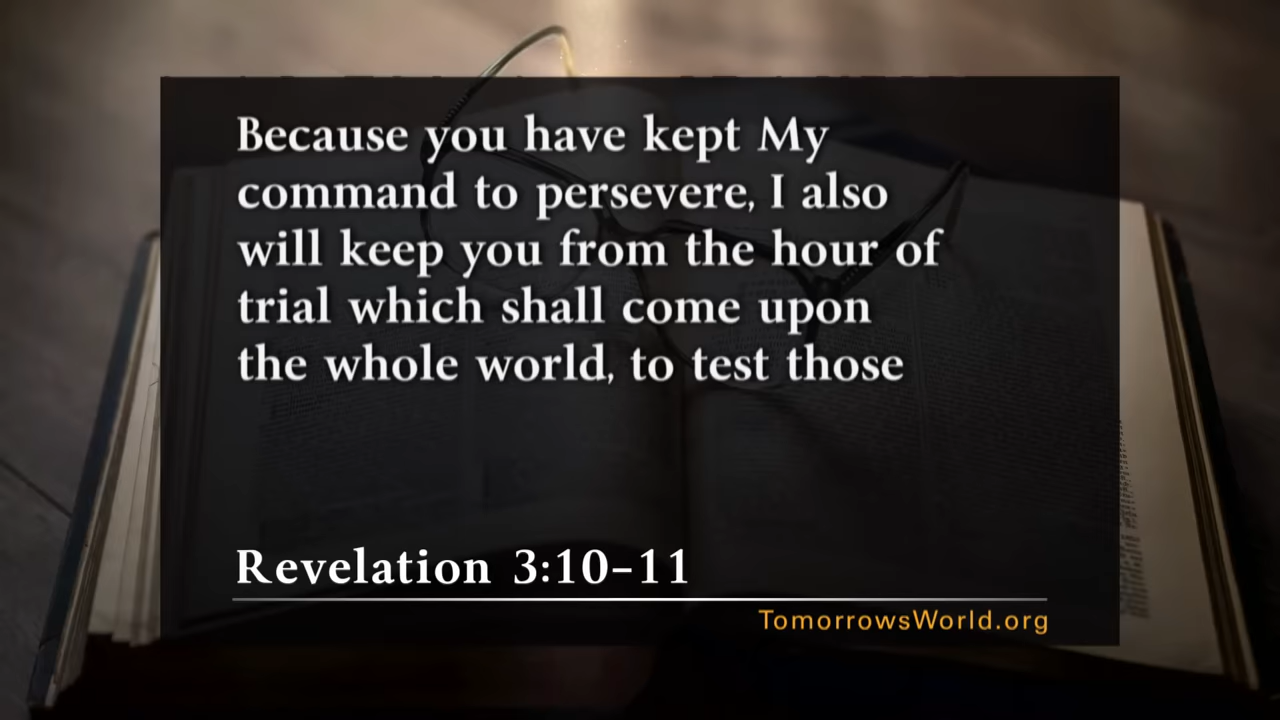 Because you have kept My
command to persevere, I also
will keep you from the hour of
trial which shall come upon
the whole world, to test those
Revelation 3:10–11
TomorrowsWorld.org